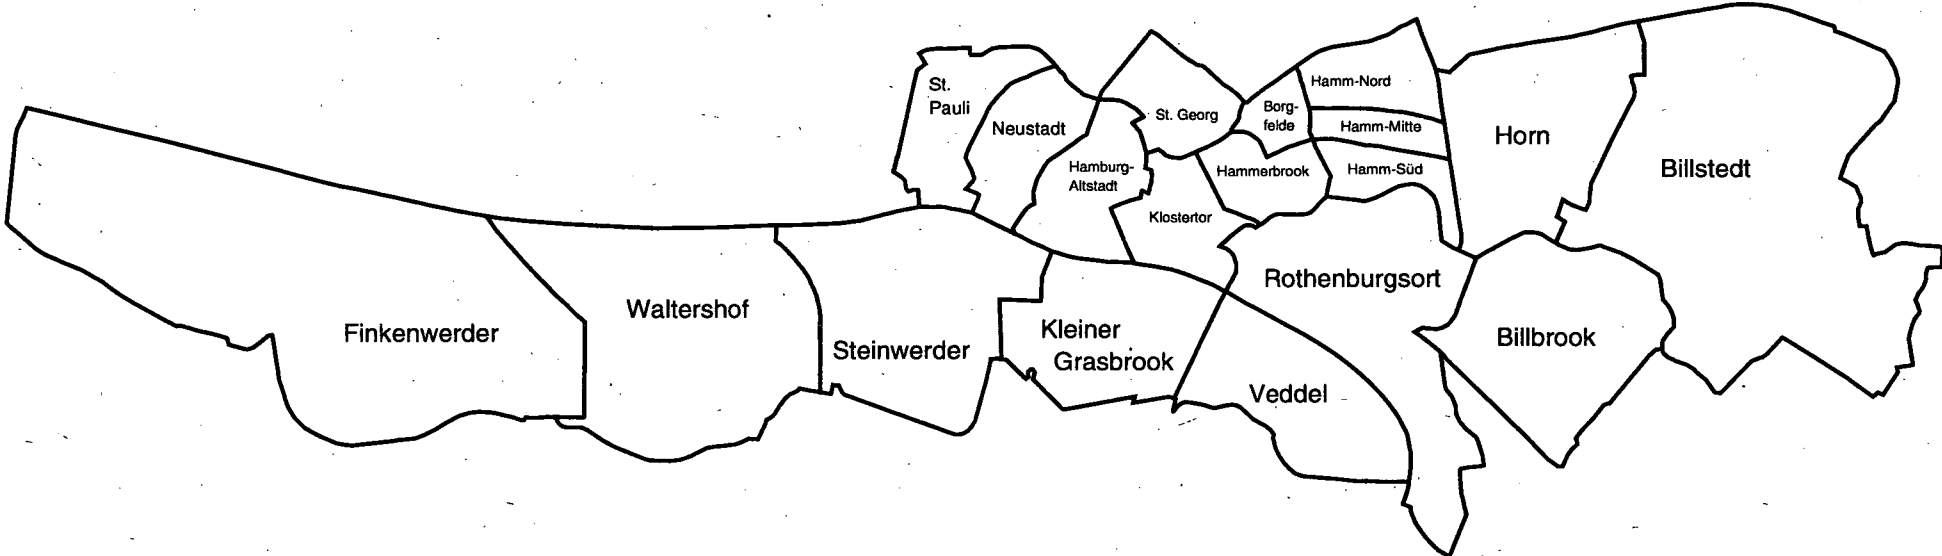 St.
Pauli
Neustadt
Hamburg-
Altstadt
St. Georg
Borg-
felde
Hamm-Nord
Hamm-Mitte
Hamm-Süd
Hammerbrook
Klostertor
Horn
Billstedt
Rothenburgsort
Billbrook
Finkenwerder
Waltershof
Steinwerder
Kleiner
Grasbrook
Veddel